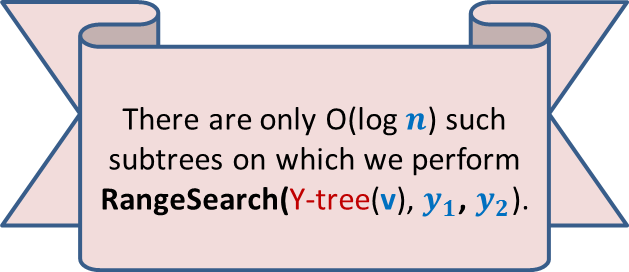 There are only O(log n) such
subtrees on which we perform
RangeSearch(Y-tree(v), y₁, y₂).